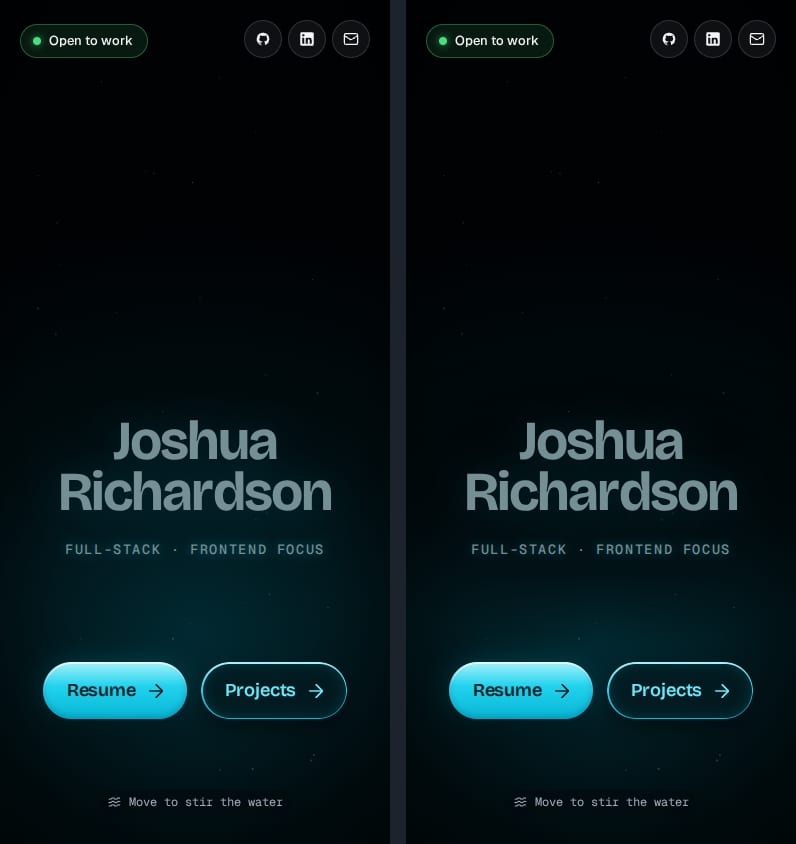 Open to work
Joshua
Richardson
FULL-STACK · FRONTEND FOCUS
Resume
Projects
Move to stir the water
Open to work
Joshua
Richardson
FULL-STACK · FRONTEND FOCUS
Resume
Projects
Move to stir the water